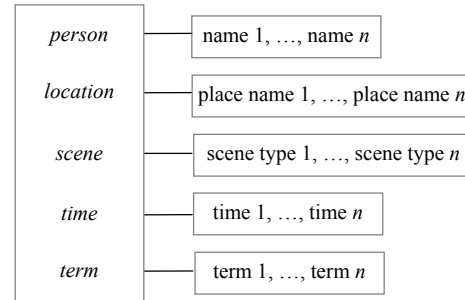 person name 1, …, name n
location place name 1, …, place name n
scene scene type 1, …, scene type n
time time 1, …, time n
term term 1, …, term n